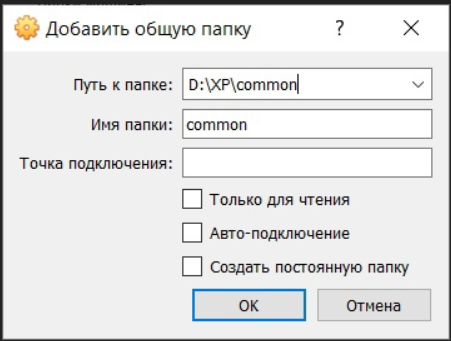 Добавить общую папку
?
Путь к папке: D:\XP\common
Имя папки: common
Точка подключения:
Только для чтения
Авто-подключение
Создать постоянную папку
OK Отмена